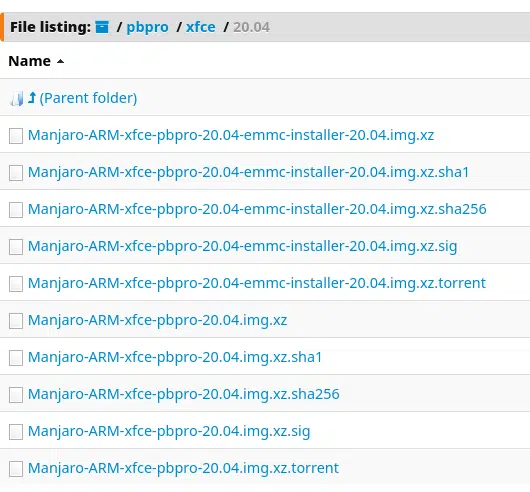 File listing: / pbpro / xfce / 20.04
Name
(Parent folder)
Manjaro-ARM-xfce-pbpro-20.04-emmc-installer-20.04.img.xz
Manjaro-ARM-xfce-pbpro-20.04-emmc-installer-20.04.img.xz.sha1
Manjaro-ARM-xfce-pbpro-20.04-emmc-installer-20.04.img.xz.sha256
Manjaro-ARM-xfce-pbpro-20.04-emmc-installer-20.04.img.xz.sig
Manjaro-ARM-xfce-pbpro-20.04-emmc-installer-20.04.img.xz.torrent
Manjaro-ARM-xfce-pbpro-20.04.img.xz
Manjaro-ARM-xfce-pbpro-20.04.img.xz.sha1
Manjaro-ARM-xfce-pbpro-20.04.img.xz.sha256
Manjaro-ARM-xfce-pbpro-20.04.img.xz.sig
Manjaro-ARM-xfce-pbpro-20.04.img.xz.torrent